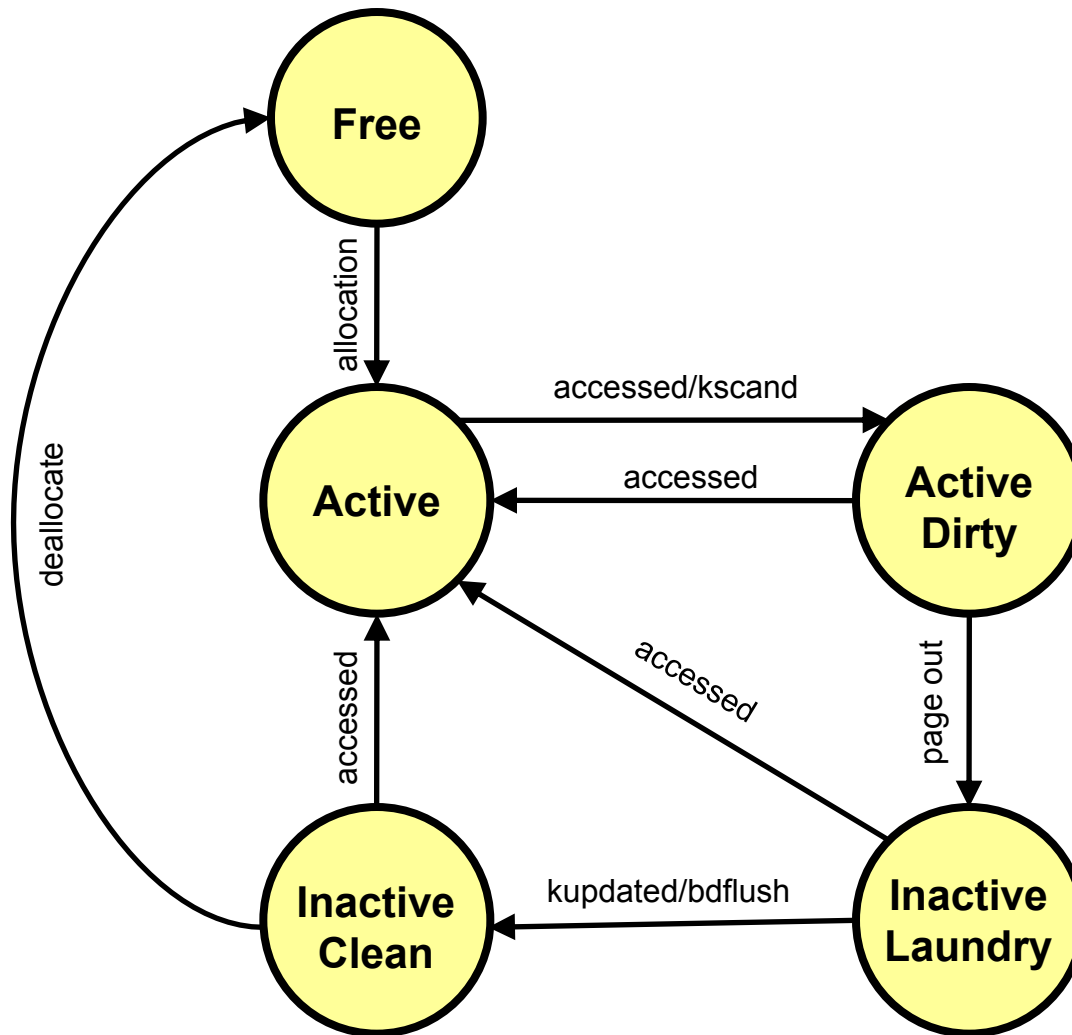 Free
allocation
accessed/kscand
deallocate
Active
accessed
Active
Dirty
accessed
accessed
page out
Inactive
Clean
kupdated/bdflush
Inactive
Laundry